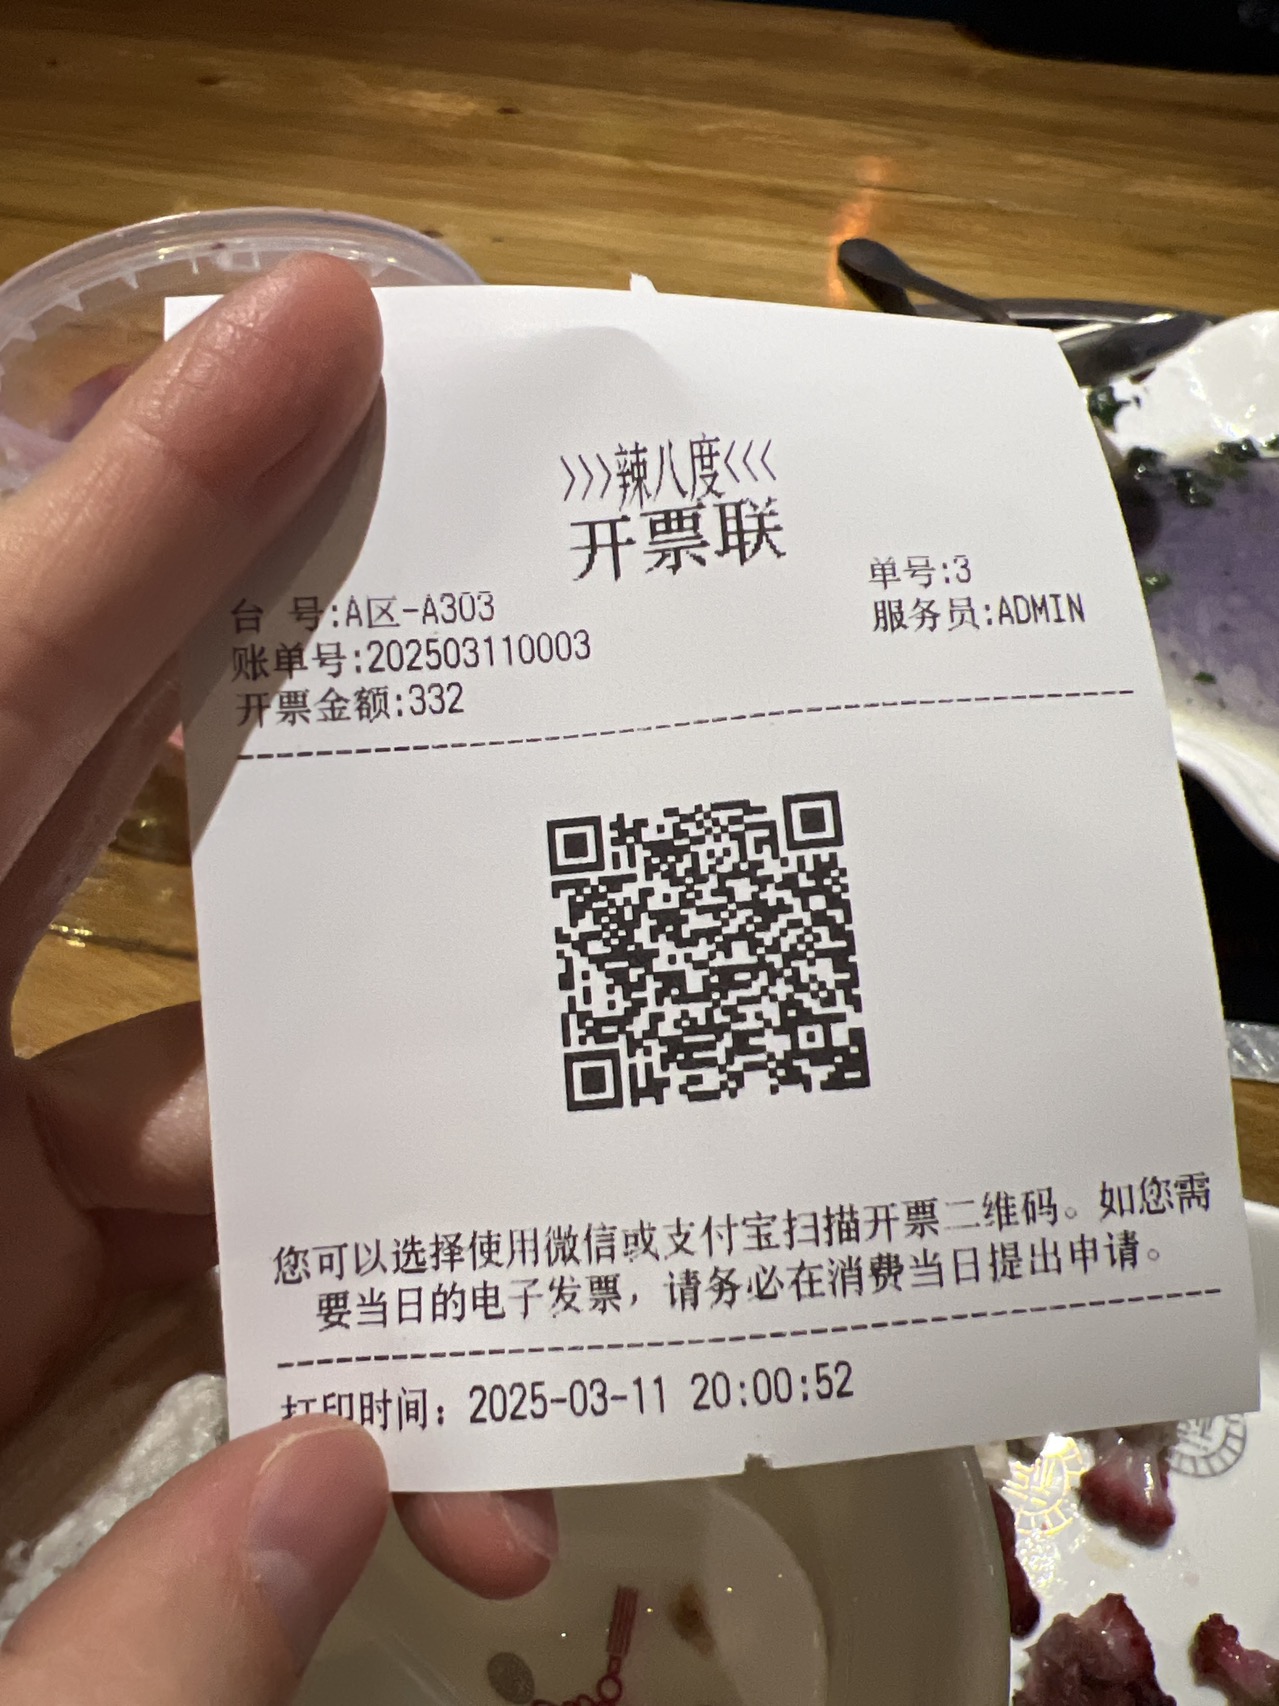 >>>辣八度<<<
开票联
单号:3
台 号:A区-A303
服务员:ADMIN
账单号:202503110003
开票金额:332
您可以选择使用微信或支付宝扫描开票二维码。如您需
要当日的电子发票，请务必在消费当日提出申请。
打印时间：2025-03-11 20:00:52